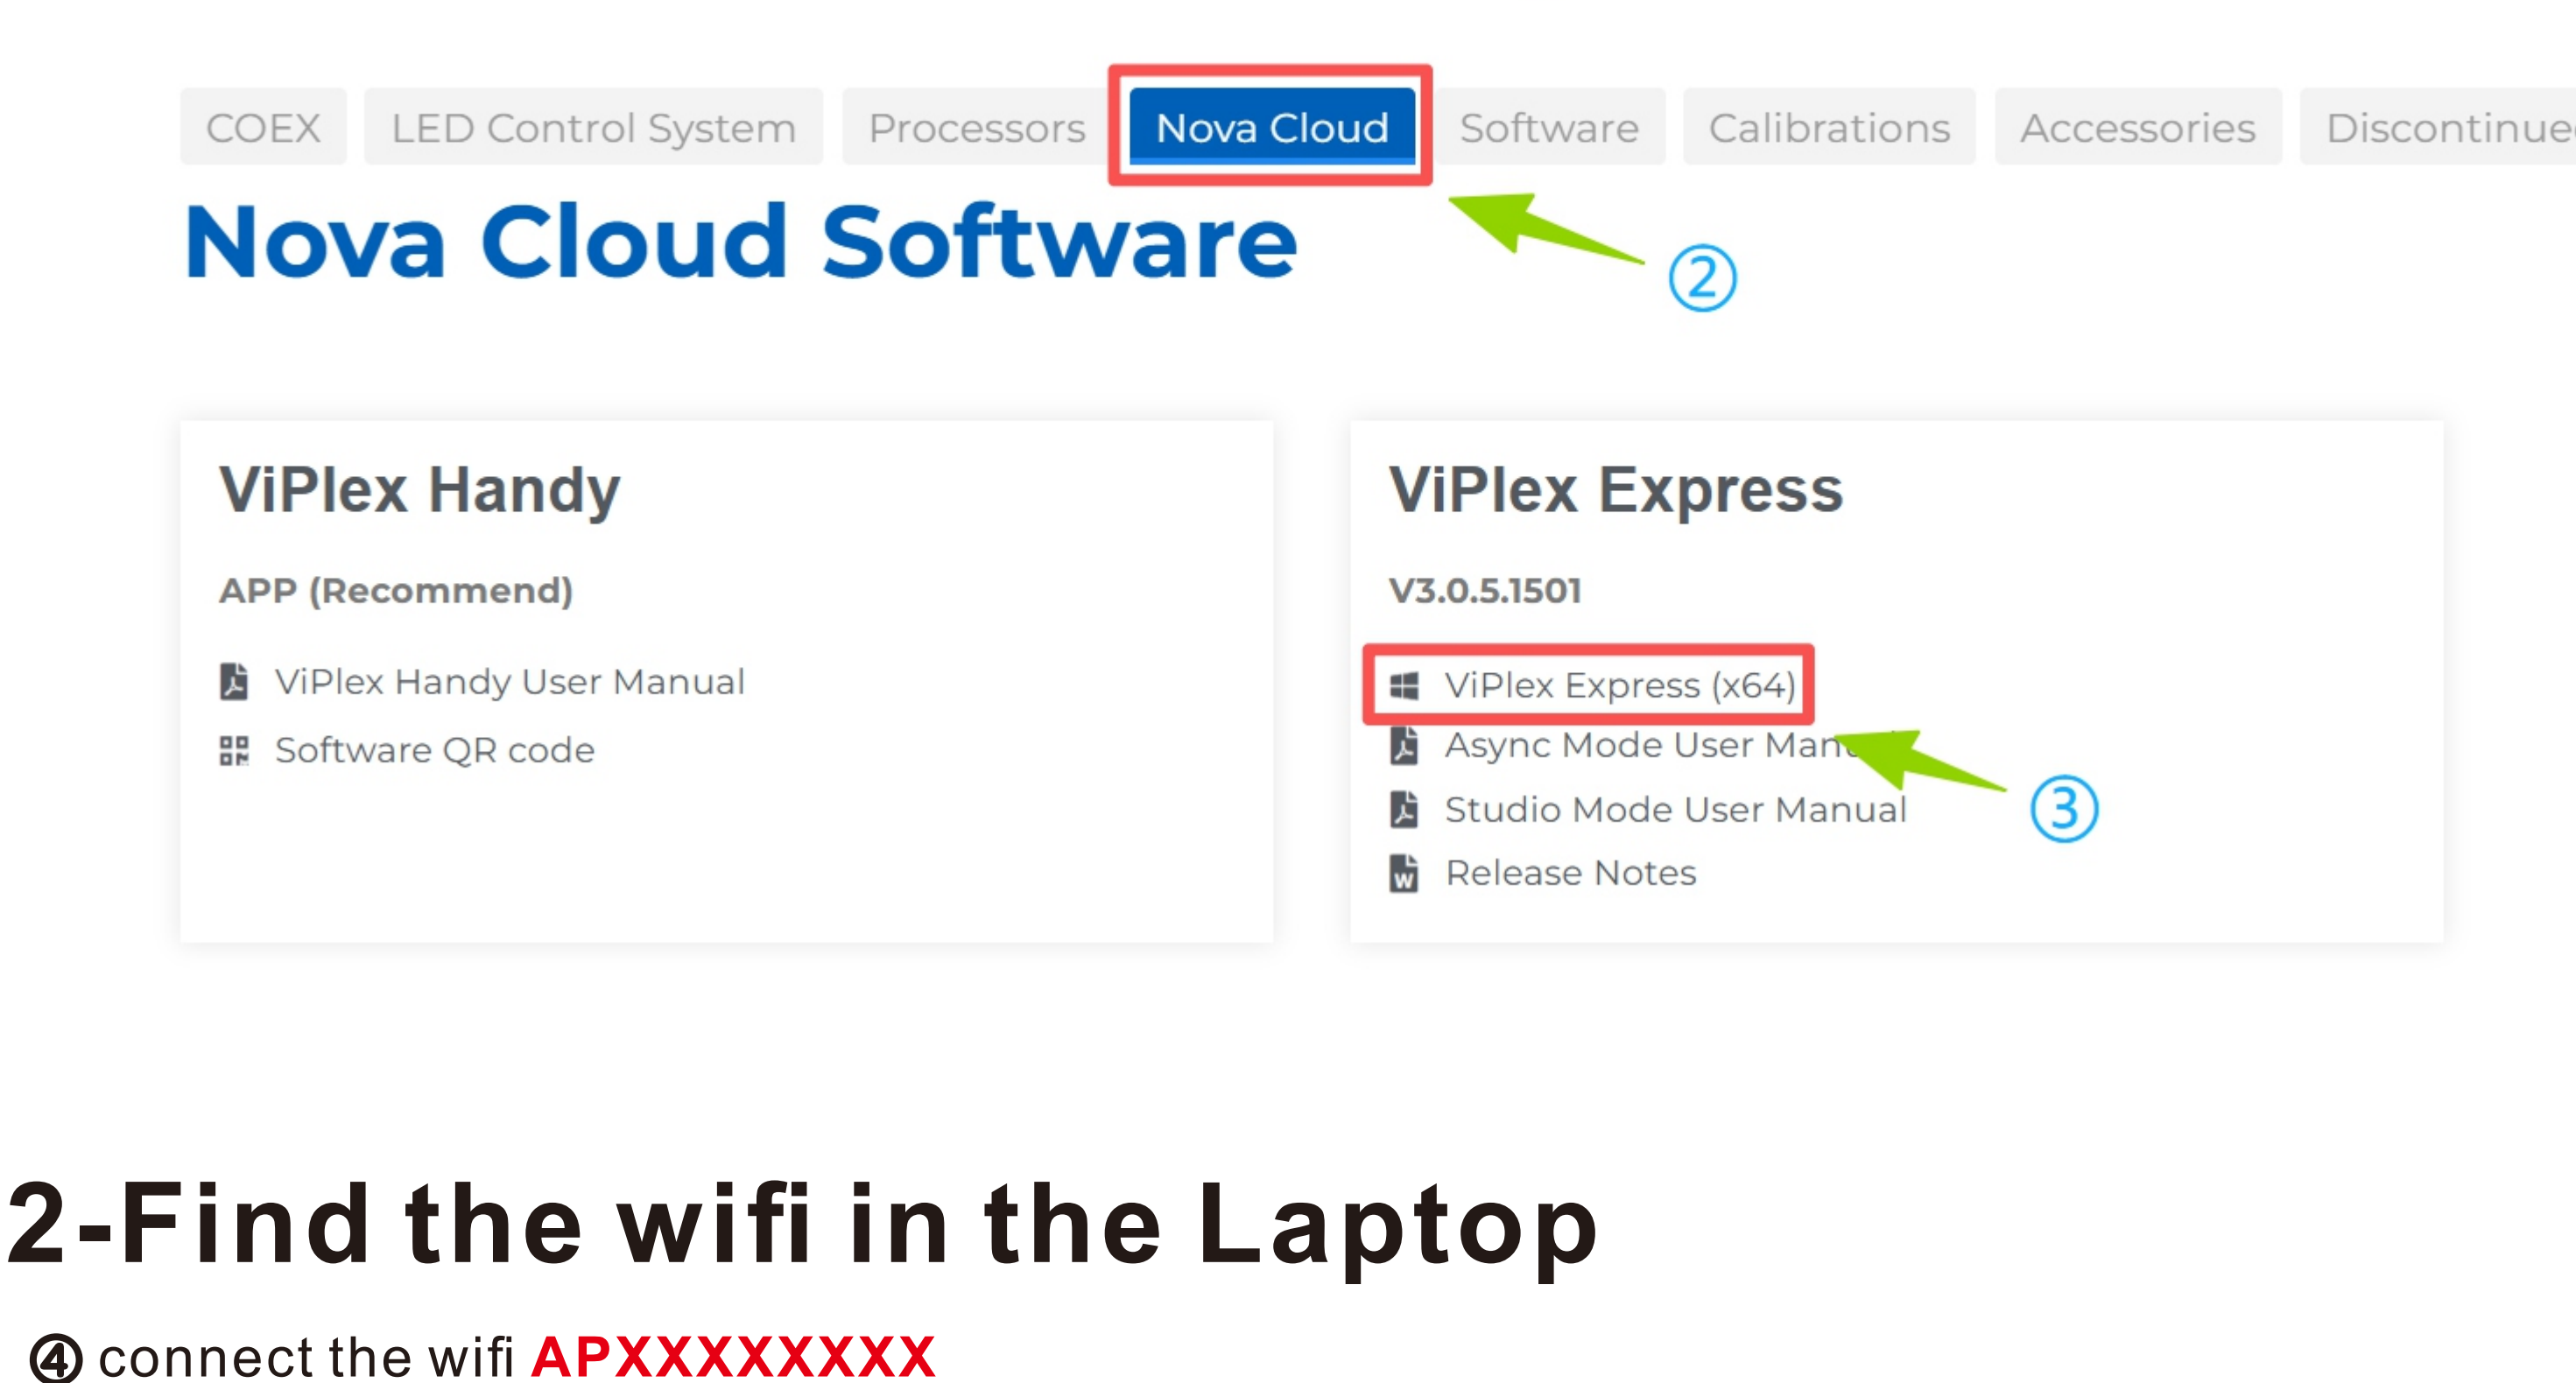 COEX LED Control System Processors Nova Cloud Software Calibrations Accessories Discontinue
Nova Cloud Software
②
ViPlex Handy
APP (Recommend)
ViPlex Handy User Manual
Software QR code
ViPlex Express
V3.0.5.1501
ViPlex Express (x64)
Async Mode User Man
Studio Mode User Manual
③
Release Notes
2-Find the wifi in the Laptop
④ connect the wifi APXXXXXXXX